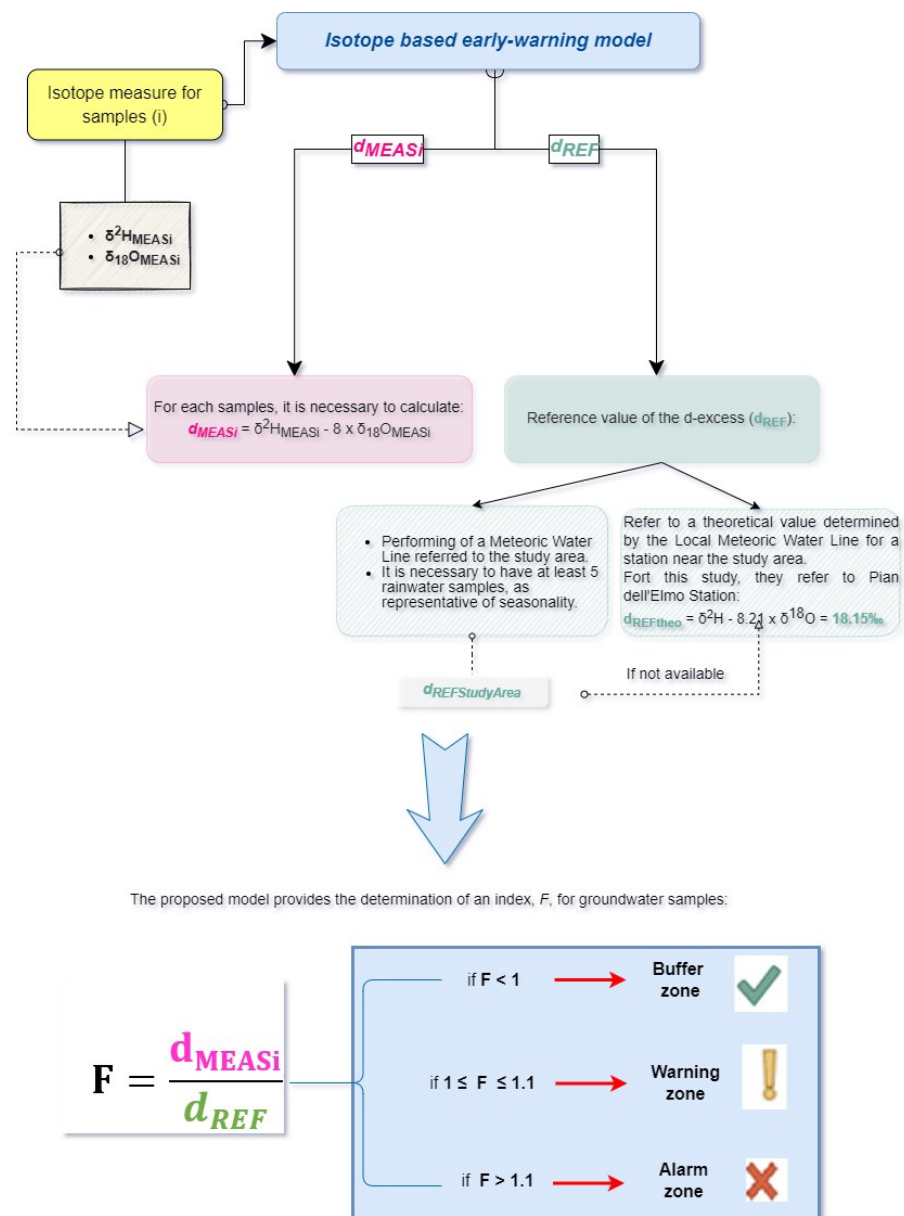 Isotope based early-warning model
Isotope measure for
samples (i)
dMEASi
dREF
• δ²HMEASi
• δ18OMEASi
For each samples, it is necessary to calculate:
dMEASi = δ²HMEASi - 8 x δ18OMEASi
Reference value of the d-excess (dREF):
• Performing of a Meteoric Water
Line referred to the study area.
• It is necessary to have at least 5
rainwater samples, as
representative of seasonality.
Refer to a theoretical value determined
by the Local Meteoric Water Line for a
station near the study area.
Fort this study, they refer to Pian
dell'Elmo Station:
dREFtheo = δ²H - 8.21 x δ¹⁸O = 18.15‰
If not available
dREFStudyArea
The proposed model provides the determination of an index, F, for groundwater samples:
F = dMEASi / dREF
if F < 1
Buffer
zone
if 1 ≤ F ≤ 1.1
Warning
zone
if F > 1.1
Alarm
zone